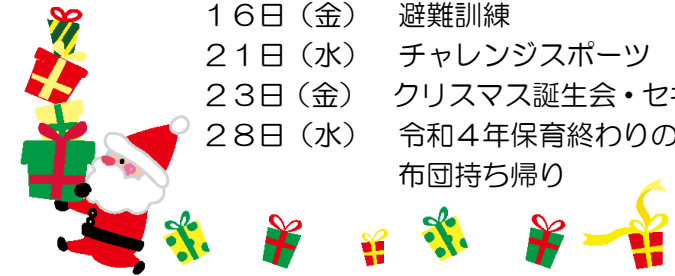 １６日（金）　避難訓練
２１日（水）　チャレンジスポーツ
２３日（金）　クリスマス誕生会・セ
２８日（水）　令和４年保育終わりの
布団持ち帰り